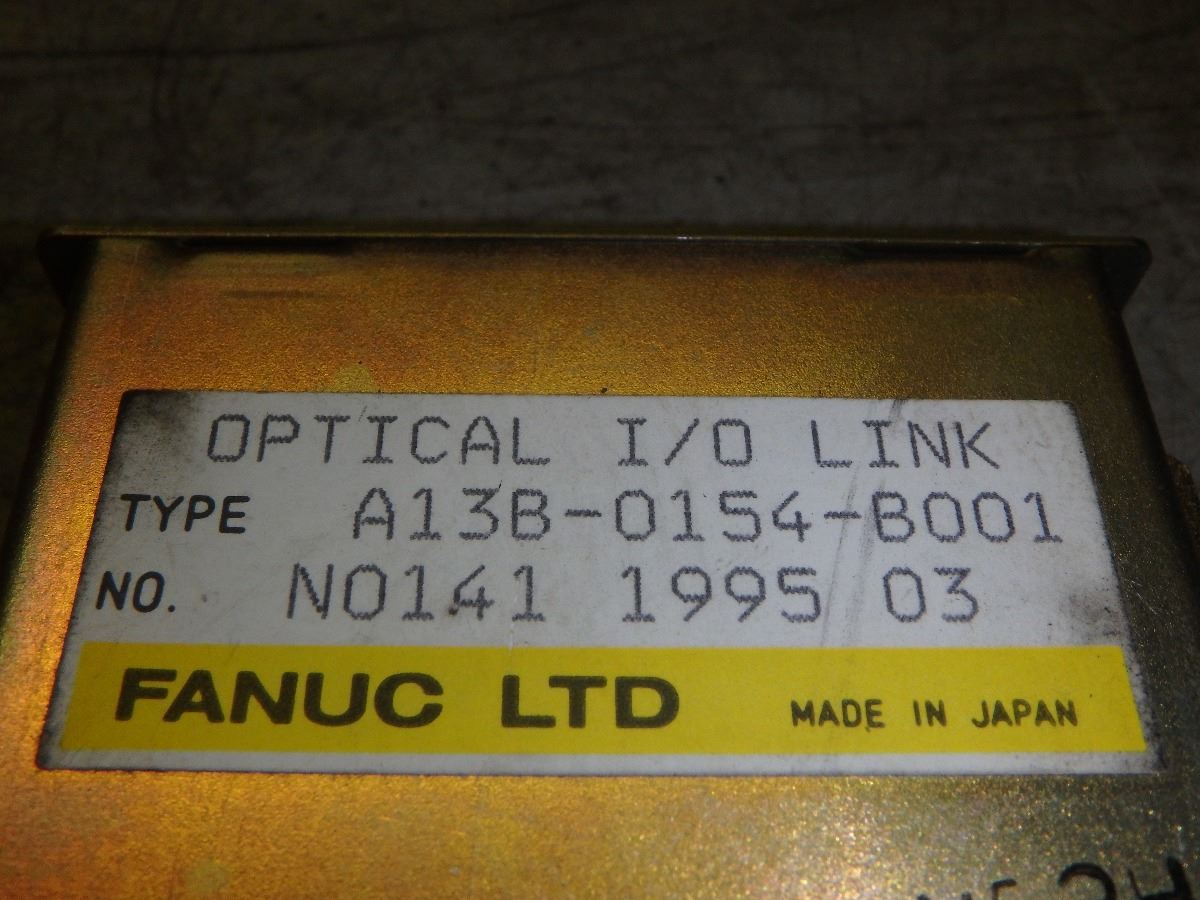 OPTICAL I/O LINK
TYPE A13B-0154-B001
NO. N0141 1995 03
FANUC LTD MADE IN JAPAN